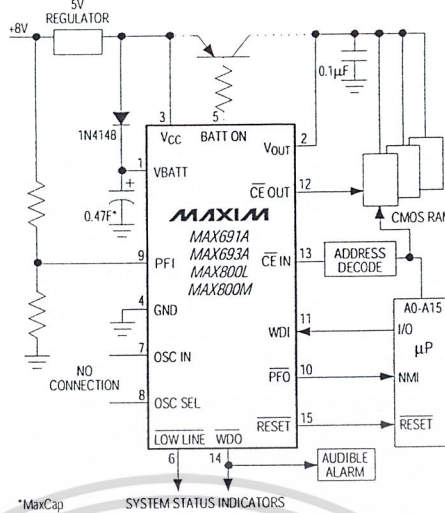 5V
REGULATOR
+8V
0.1µF
3
5
1N4148
VCC
BATT ON
VOUT
2
1
VBATT
CE OUT
12
0.47F*
MAXIM
MAX691A
MAX693A
MAX800L
MAX800M
CMOS RAM
9
PFI
CE IN
13
ADDRESS
DECODE
4
GND
A0-A15
WDI
11
I/O
µP
7
OSC IN
NO
CONNECTION
PFO
10
NMI
8
OSC SEL
RESET
15
RESET
LOW LINE
WDO
6
14
AUDIBLE
ALARM
*MaxCap
SYSTEM STATUS INDICATORS